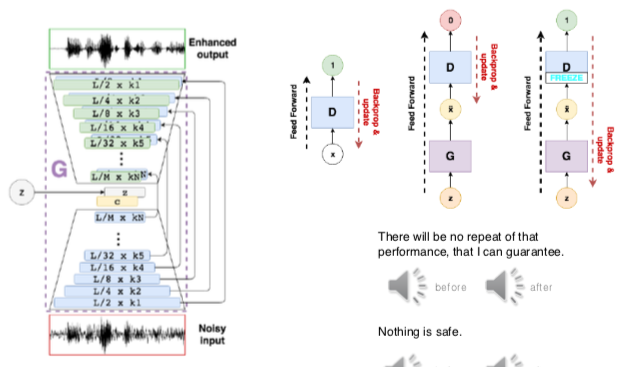 Enhanced
output
L/2 x k1
L/4 x k2
L/8 x k3
L/16 x k4
L/32 x k5
L/M x kN
G
z
z
c
L/M x kN
L/32 x k5
L/16 x k4
L/8 x k3
L/4 x k2
L/2 x k1
Noisy
input
1
D
x
Feed Forward
Backprop &
update
0
D
x̂
G
z
Feed Forward
Backprop &
update
1
D
FREEZE
x̂
G
z
Feed Forward
Backprop &
update
There will be no repeat of that
performance, that I can guarantee.
before
after
Nothing is safe.